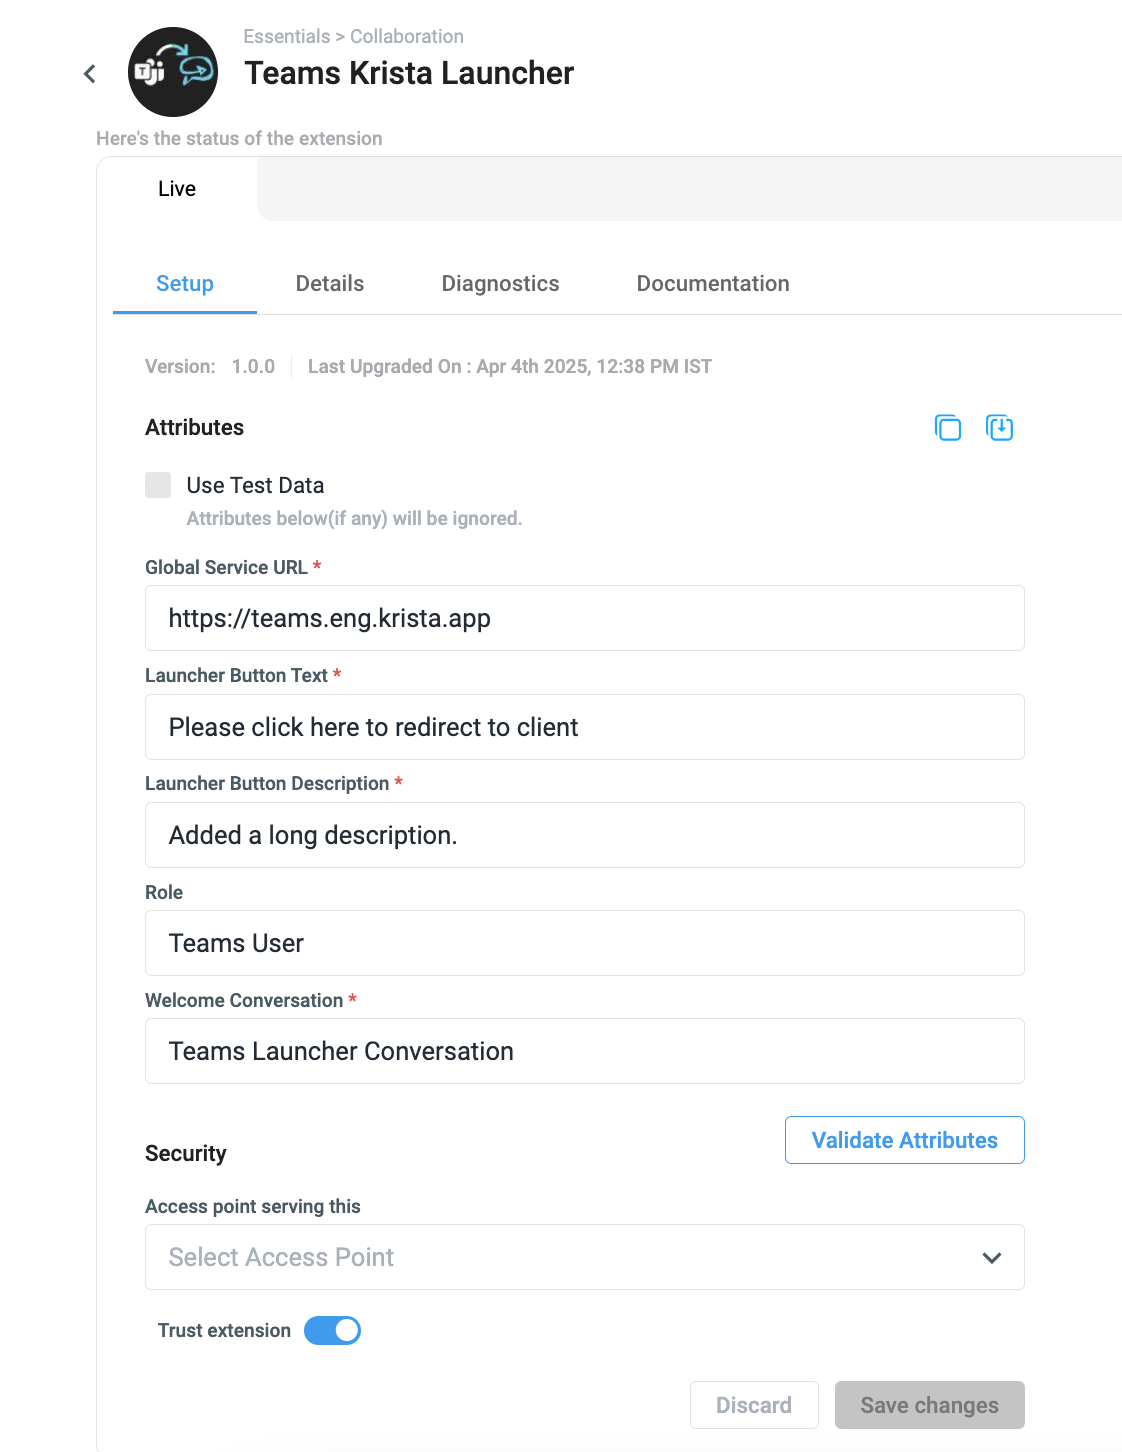 Essentials > Collaboration
Teams Krista Launcher
Here's the status of the extension
Live
Setup Details Diagnostics Documentation
Version: 1.0.0 Last Upgraded On : Apr 4th 2025, 12:38 PM IST
Attributes
Use Test Data
Attributes below(if any) will be ignored.
Global Service URL *
https://teams.eng.krista.app
Launcher Button Text *
Please click here to redirect to client
Launcher Button Description *
Added a long description.
Role
Teams User
Welcome Conversation *
Teams Launcher Conversation
Validate Attributes
Security
Access point serving this
Select Access Point
Trust extension
Discard Save changes